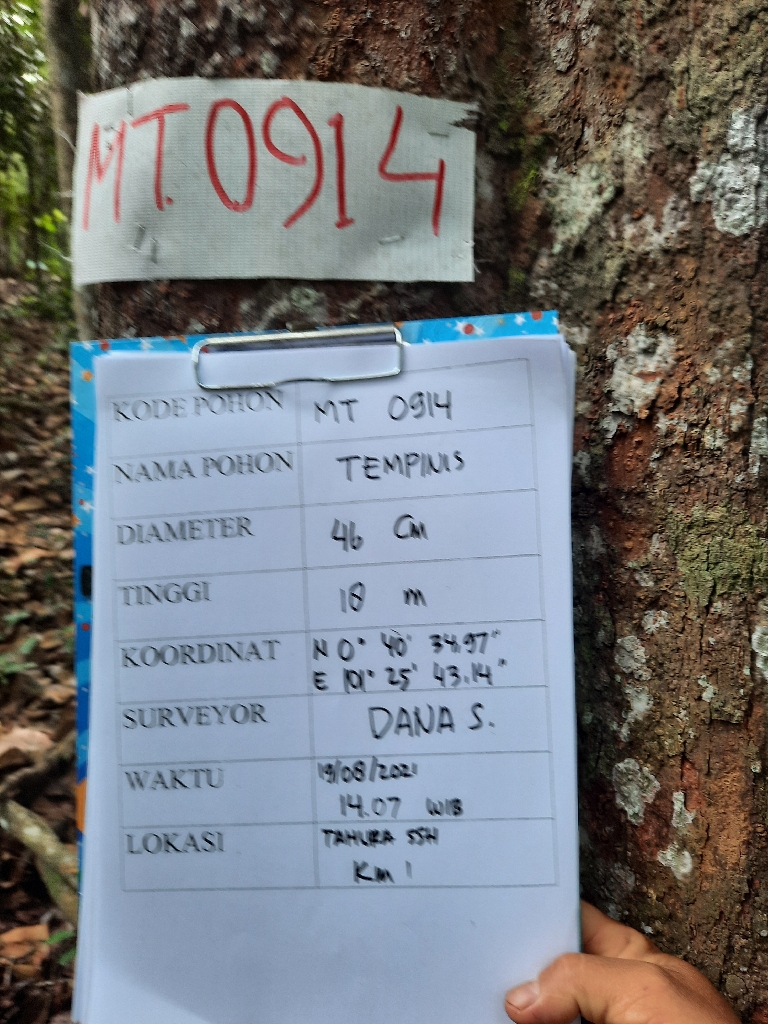 MT. 0914
KODE POHON MT 0914
NAMA POHON TEMPINIS
DIAMETER 46 Cm
TINGGI 18 m
KOORDINAT N 0° 40' 34.97"
E 101° 25' 43.14"
SURVEYOR DANA S.
WAKTU 19/08/2021
14.07 WIB
LOKASI TAHURA SSH
Km 1